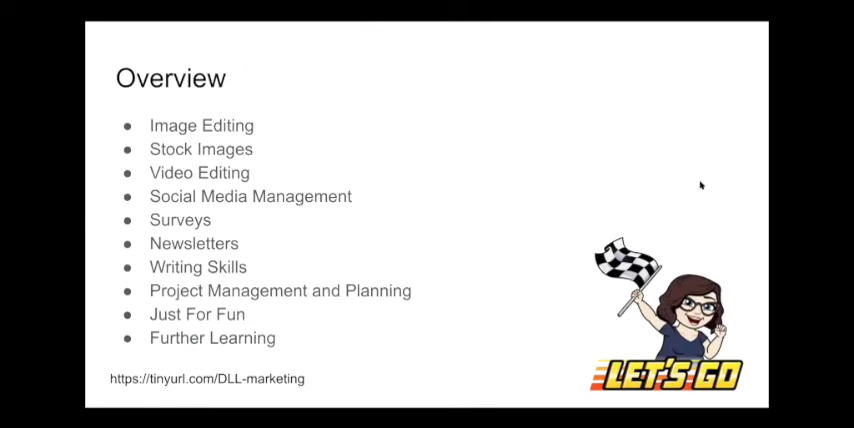 Overview
● Image Editing
● Stock Images
● Video Editing
● Social Media Management
● Surveys
● Newsletters
● Writing Skills
● Project Management and Planning
● Just For Fun
● Further Learning
https://tinyurl.com/DLL-marketing
LET'S GO